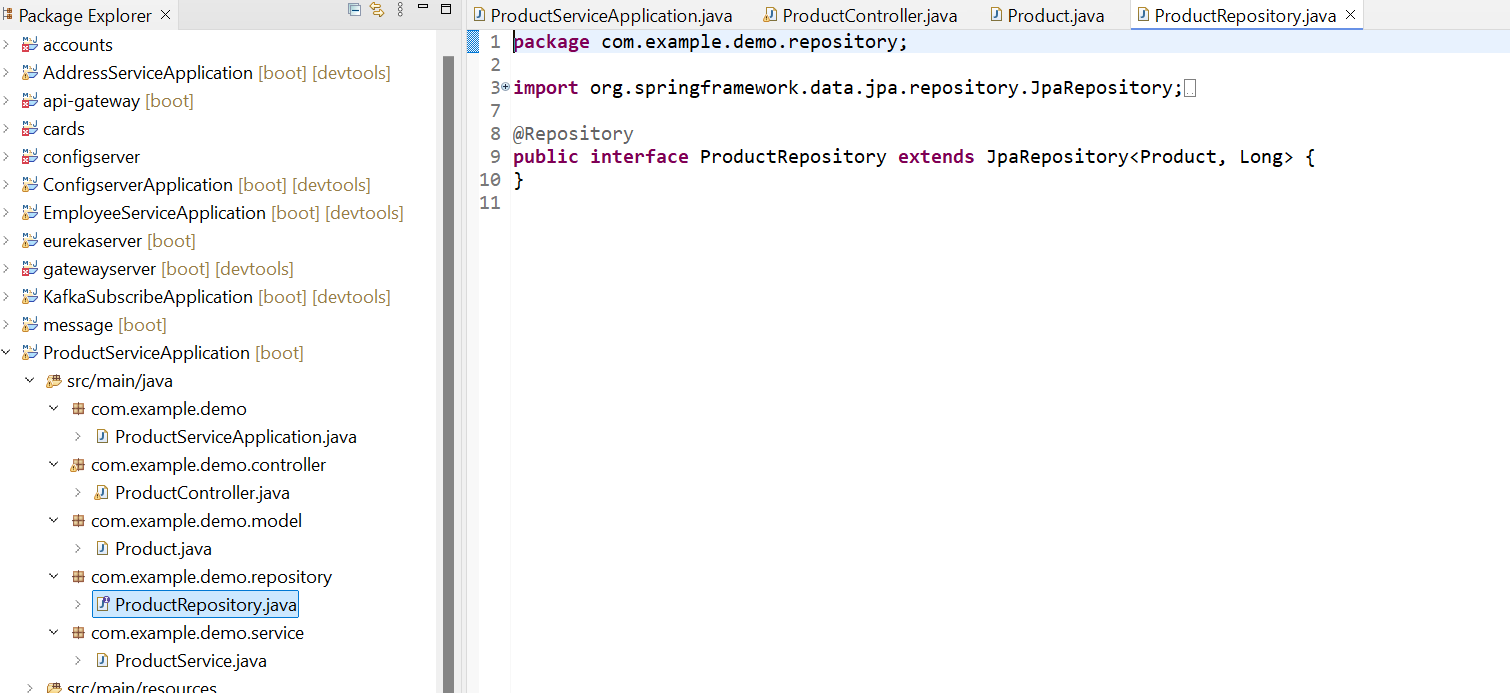 Package Explorer
accounts
AddressServiceApplication [boot] [devtools]
api-gateway [boot]
cards
configserver
ConfigserverApplication [boot] [devtools]
EmployeeServiceApplication [boot] [devtools]
eurekaserver [boot]
gatewayserver [boot] [devtools]
KafkaSubscribeApplication [boot] [devtools]
message [boot]
ProductServiceApplication [boot]
src/main/java
com.example.demo
ProductServiceApplication.java
com.example.demo.controller
ProductController.java
com.example.demo.model
Product.java
com.example.demo.repository
ProductRepository.java
com.example.demo.service
ProductService.java
src/main/resources
ProductServiceApplication.java ProductController.java Product.java ProductRepository.java
1 package com.example.demo.repository;
2
3 import org.springframework.data.jpa.repository.JpaRepository;
7
8 @Repository
9 public interface ProductRepository extends JpaRepository<Product, Long> {
10 }
11